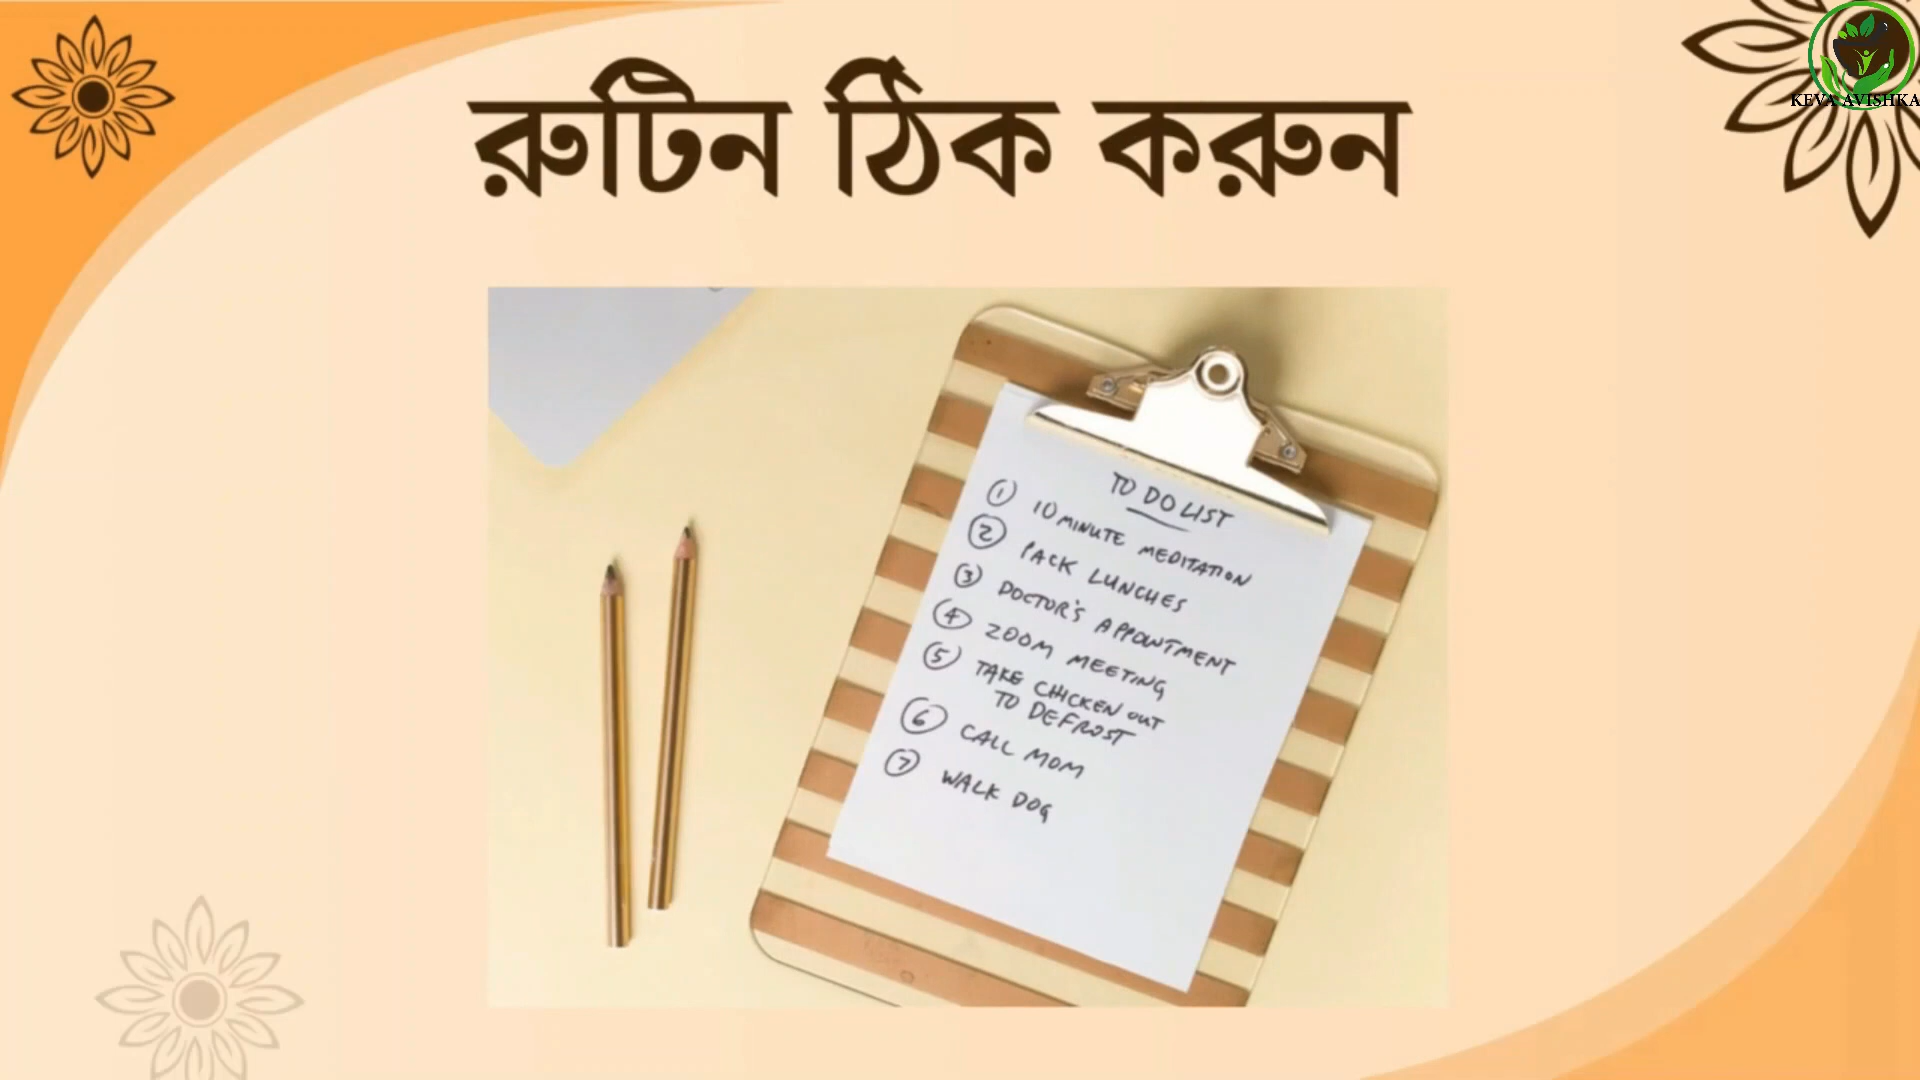 রুটিন ঠিক করুন
KEVA AVISHKA
TO DO LIST
① 10 MINUTE MEDITATION
② PACK LUNCHES
③ DOCTOR'S APPOINTMENT
④ ZOOM MEETING
⑤ TAKE CHICKEN OUT
TO DEFROST
⑥ CALL MOM
⑦ WALK DOG